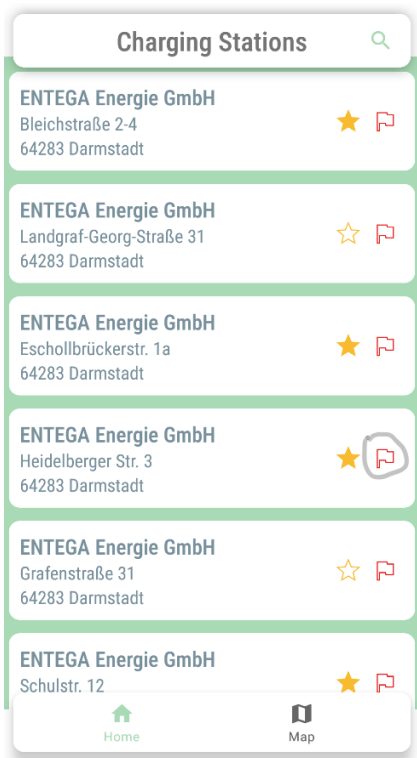 Charging Stations
ENTEGA Energie GmbH
Bleichstraße 2-4
64283 Darmstadt
ENTEGA Energie GmbH
Landgraf-Georg-Straße 31
64283 Darmstadt
ENTEGA Energie GmbH
Eschollbrückerstr. 1a
64283 Darmstadt
ENTEGA Energie GmbH
Heidelberger Str. 3
64283 Darmstadt
ENTEGA Energie GmbH
Grafenstraße 31
64283 Darmstadt
ENTEGA Energie GmbH
Schulstr. 12
Home
Map